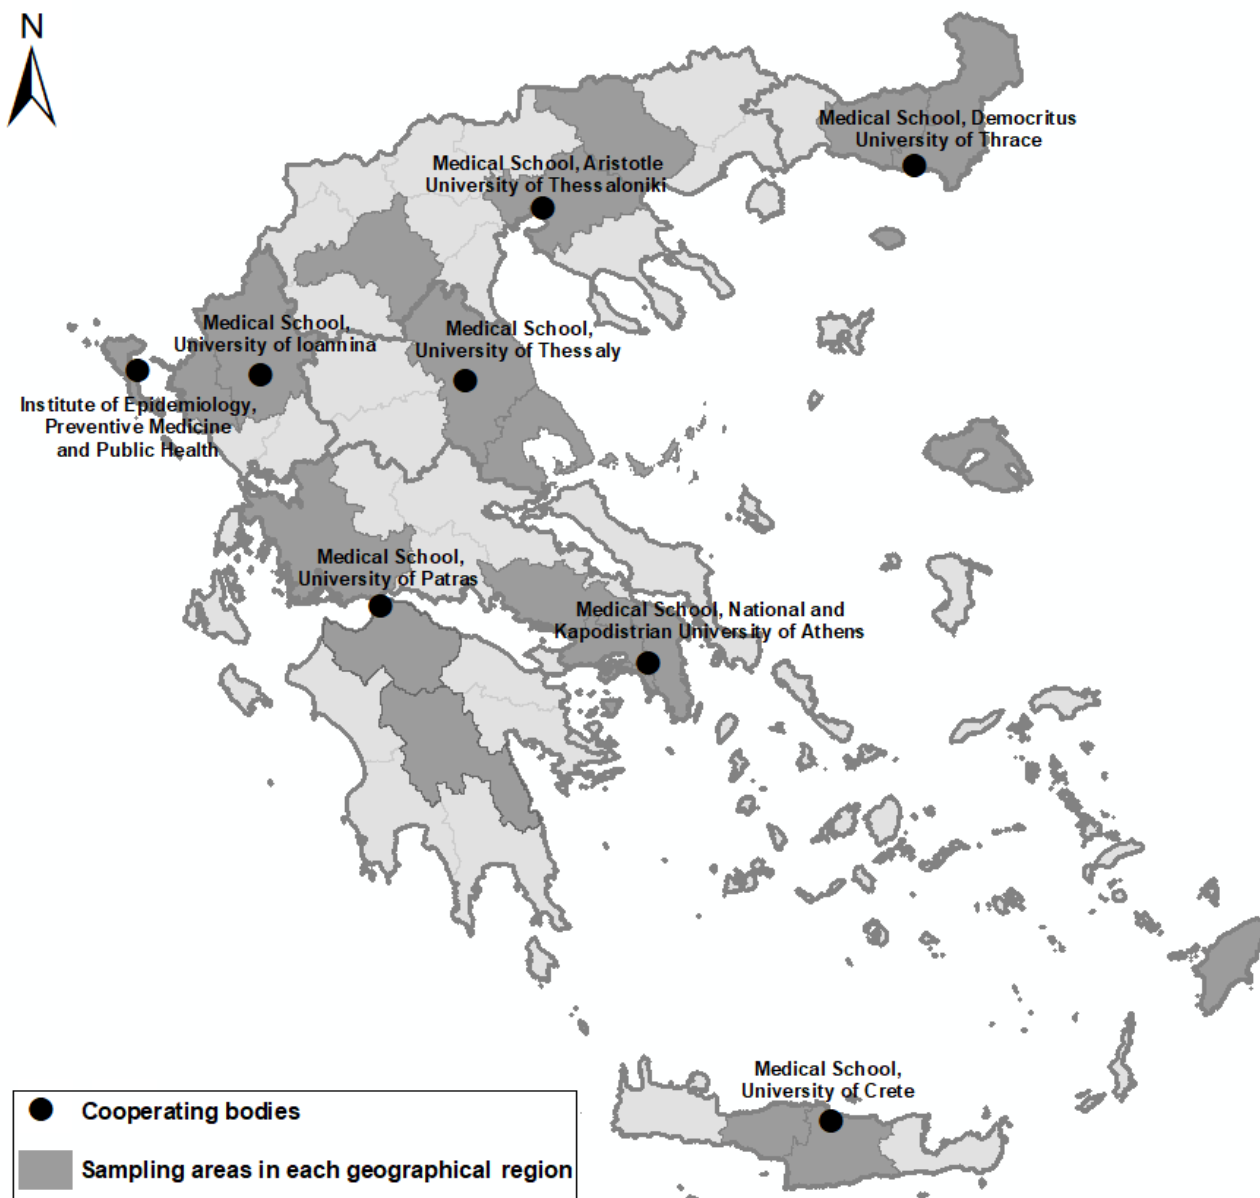 N
Medical School, Democritus
University of Thrace
Medical School, Aristotle
University of Thessaloniki
Medical School,
University of Ioannina
Medical School,
University of Thessaly
Institute of Epidemiology,
Preventive Medicine
and Public Health
Medical School,
University of Patras
Medical School, National and
Kapodistrian University of Athens
Medical School,
University of Crete
Cooperating bodies
Sampling areas in each geographical region